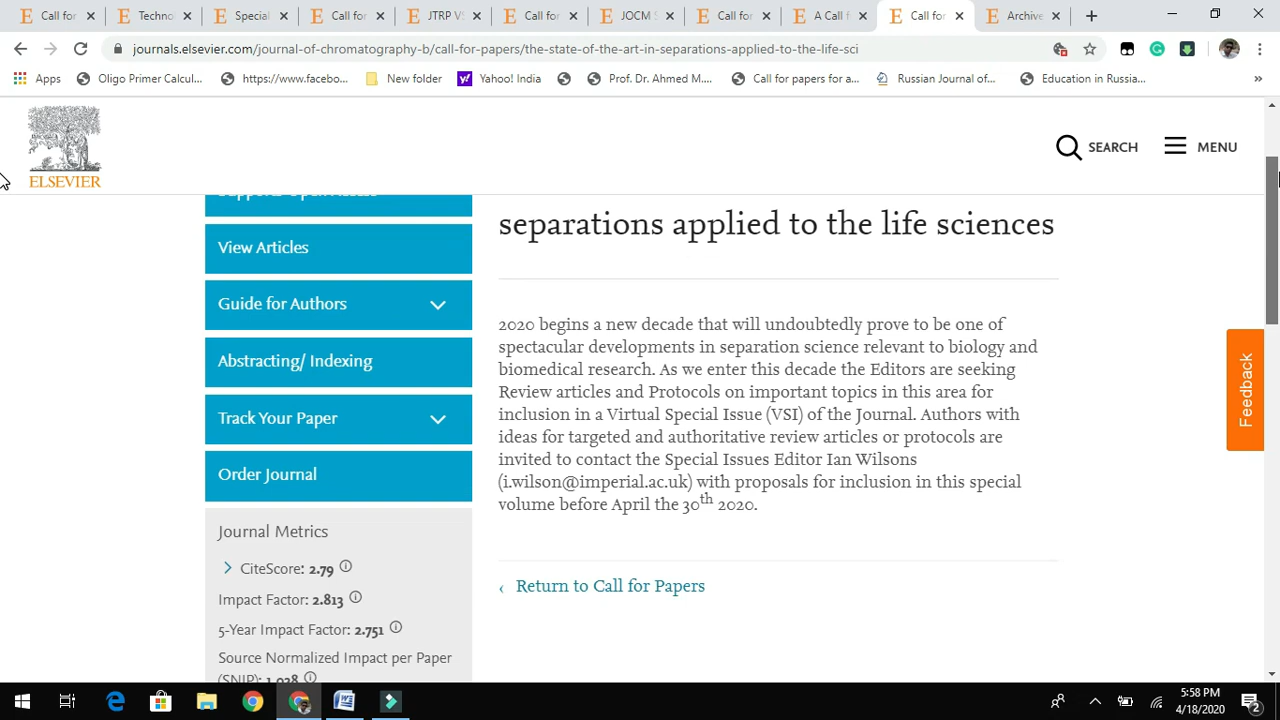 Call for
Techno
Special
Call for
JTRP VS
Call for
JOCM S
Call for
A Call f
Call for
Archive
journals.elsevier.com/journal-of-chromatography-b/call-for-papers/the-state-of-the-art-in-separations-applied-to-the-life-sci
Apps
Oligo Primer Calcul...
https://www.facebo...
New folder
Yahoo! India
Prof. Dr. Ahmed M....
Call for papers for a...
Russian Journal of...
Education in Russia...
»
ELSEVIER
SEARCH
MENU
View Articles
Guide for Authors
Abstracting/ Indexing
Track Your Paper
Order Journal
Journal Metrics
CiteScore: 2.79
Impact Factor: 2.813
5-Year Impact Factor: 2.751
Source Normalized Impact per Paper
(SNIP): 1.028
separations applied to the life sciences
2020 begins a new decade that will undoubtedly prove to be one of
spectacular developments in separation science relevant to biology and
biomedical research. As we enter this decade the Editors are seeking
Review articles and Protocols on important topics in this area for
inclusion in a Virtual Special Issue (VSI) of the Journal. Authors with
ideas for targeted and authoritative review articles or protocols are
invited to contact the Special Issues Editor Ian Wilsons
(i.wilson@imperial.ac.uk) with proposals for inclusion in this special
volume before April the 30th 2020.
‹ Return to Call for Papers
Feedback
5:58 PM
4/18/2020
2